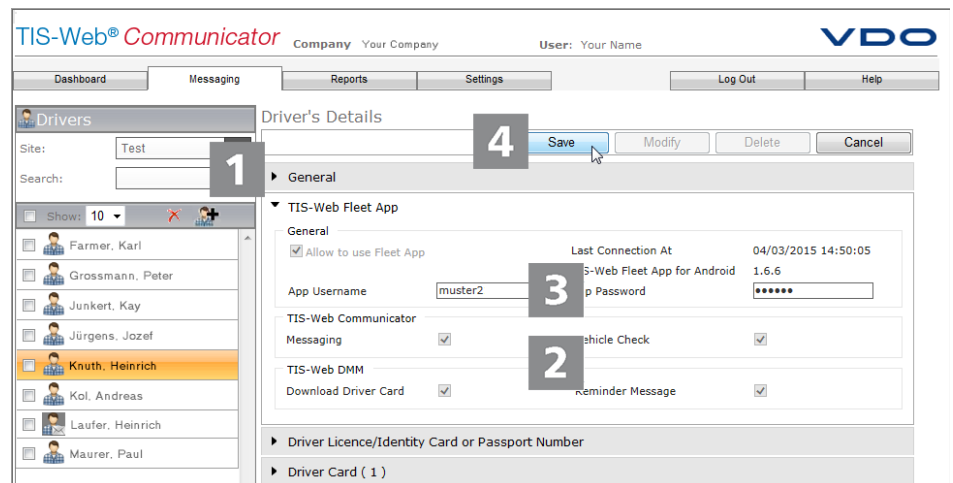 TIS-Web® Communicator Company Your Company User: Your Name VDO
Dashboard Messaging Reports Settings Log Out Help
Drivers
Site: Test
Search:
1
Show: 10
Farmer, Karl
Grossmann, Peter
Junkert, Kay
Jürgens, Jozef
Knuth, Heinrich
Kol, Andreas
Laufer, Heinrich
Maurer, Paul
Driver's Details
4
Save Modify Delete Cancel
General
TIS-Web Fleet App
General
Allow to use Fleet App Last Connection At 04/03/2015 14:50:05
S-Web Fleet App for Android 1.6.6
App Username muster2 3 p Password ••••••
TIS-Web Communicator
Messaging ehicle Check
2
TIS-Web DMM
Download Driver Card Reminder Message
Driver Licence/Identity Card or Passport Number
Driver Card ( 1 )